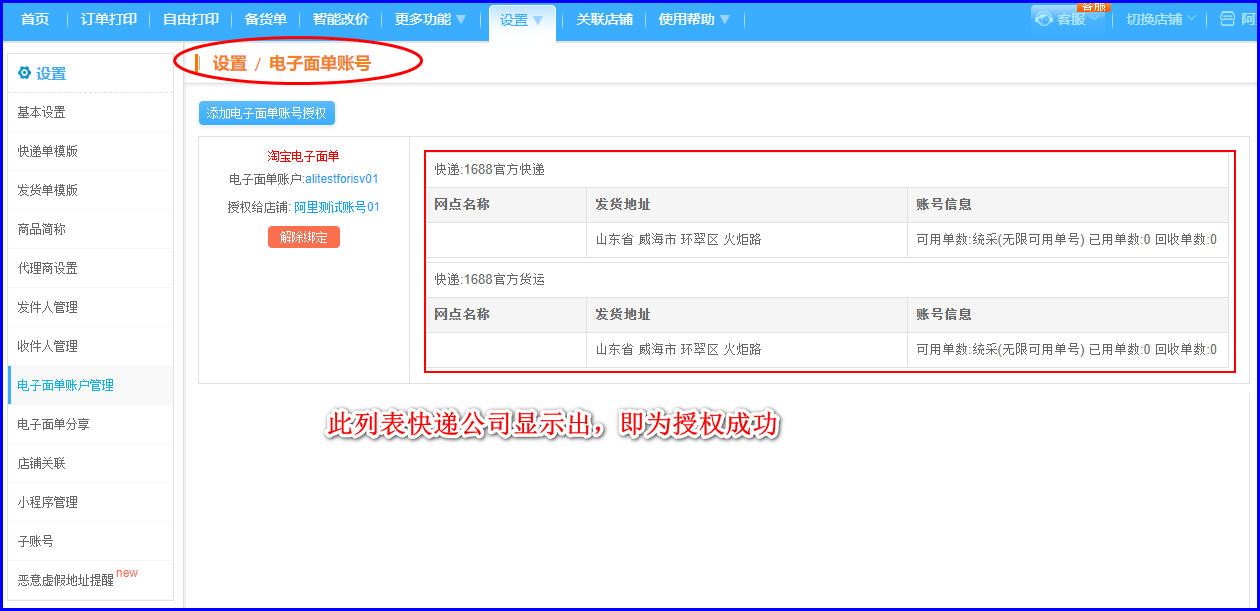 首页 订单打印 自由打印 备货单 智能改价 更多功能 设置 关联店铺 使用帮助 客服 客服 切换店铺 阿
设置
基本设置
快递单模版
发货单模版
商品简称
代理商设置
发件人管理
收件人管理
电子面单账户管理
电子面单分享
店铺关联
小程序管理
子账号
恶意虚假地址提醒 new
设置 / 电子面单账号
添加电子面单账号授权
淘宝电子面单
电子面单账户:alitestforisv01
授权给店铺: 阿里测试账号01
解除绑定
快递:1688官方快递
网点名称 发货地址 账号信息
山东省 威海市 环翠区 火炬路 可用单数:统采(无限可用单号) 已用单数:0 回收单数:0
快递:1688官方货运
网点名称 发货地址 账号信息
山东省 威海市 环翠区 火炬路 可用单数:统采(无限可用单号) 已用单数:0 回收单数:0
此列表快递公司显示出，即为授权成功